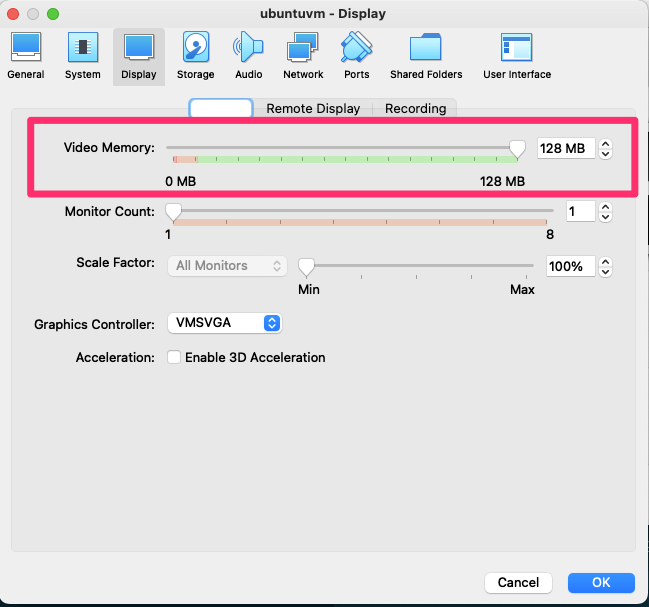 ubuntuvm - Display
General System Display Storage Audio Network Ports Shared Folders User Interface
Remote Display Recording
Video Memory: 128 MB
0 MB 128 MB
Monitor Count: 1
1 8
Scale Factor: All Monitors 100%
Min Max
Graphics Controller: VMSVGA
Acceleration: Enable 3D Acceleration
Cancel OK